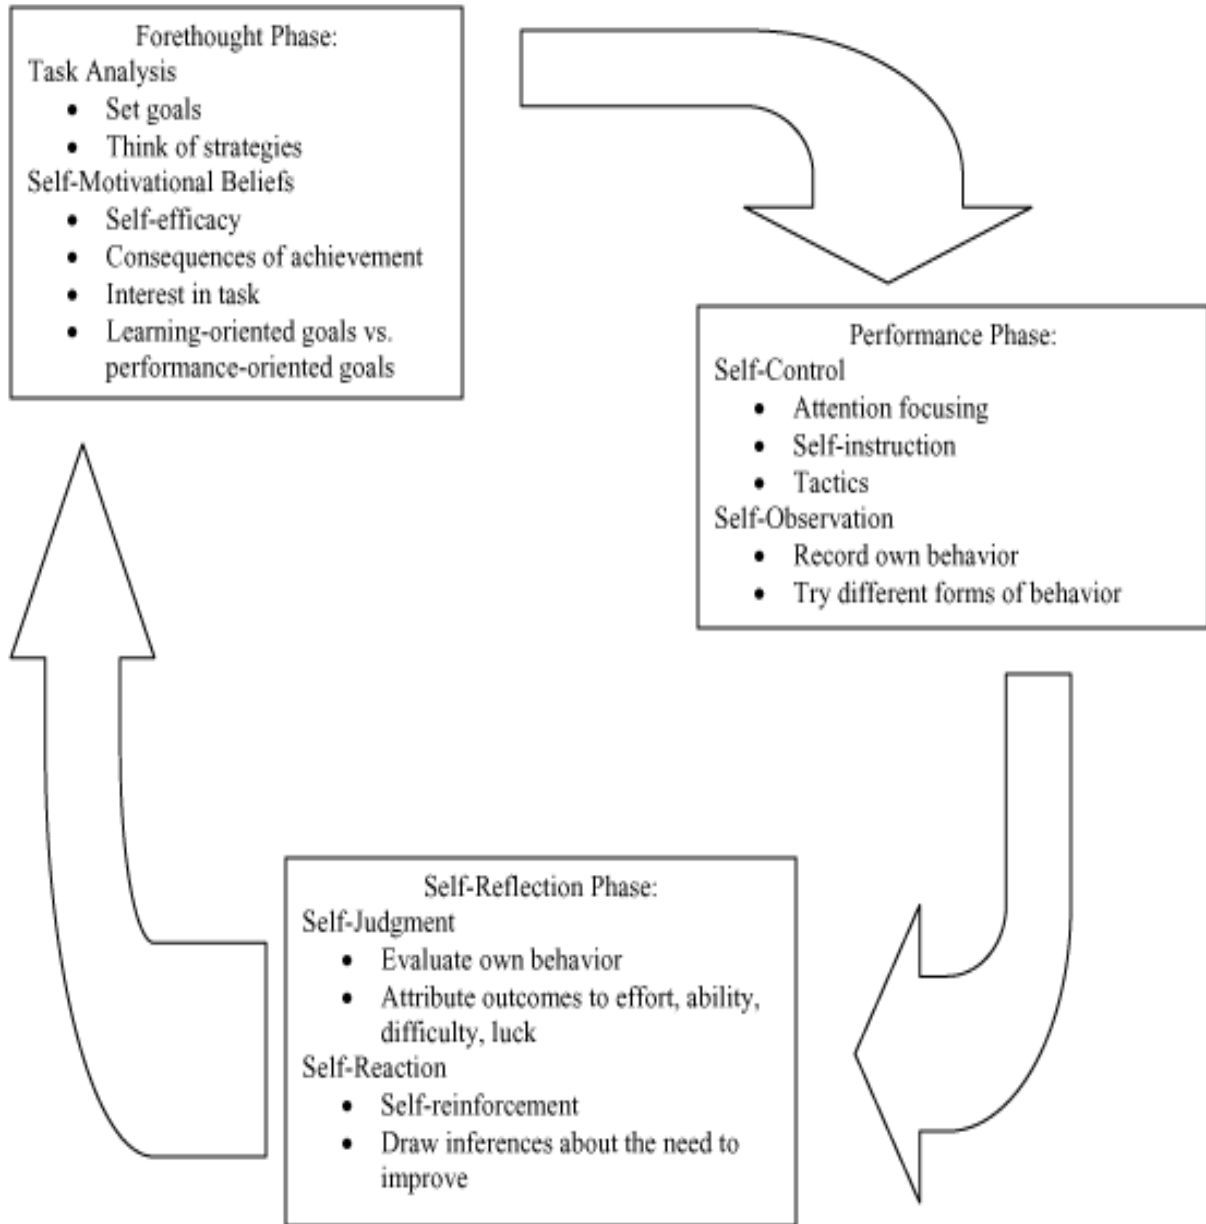 Forethought Phase:
Task Analysis
• Set goals
• Think of strategies
Self-Motivational Beliefs
• Self-efficacy
• Consequences of achievement
• Interest in task
• Learning-oriented goals vs.
performance-oriented goals
Performance Phase:
Self-Control
• Attention focusing
• Self-instruction
• Tactics
Self-Observation
• Record own behavior
• Try different forms of behavior
Self-Reflection Phase:
Self-Judgment
• Evaluate own behavior
• Attribute outcomes to effort, ability,
difficulty, luck
Self-Reaction
• Self-reinforcement
• Draw inferences about the need to
improve